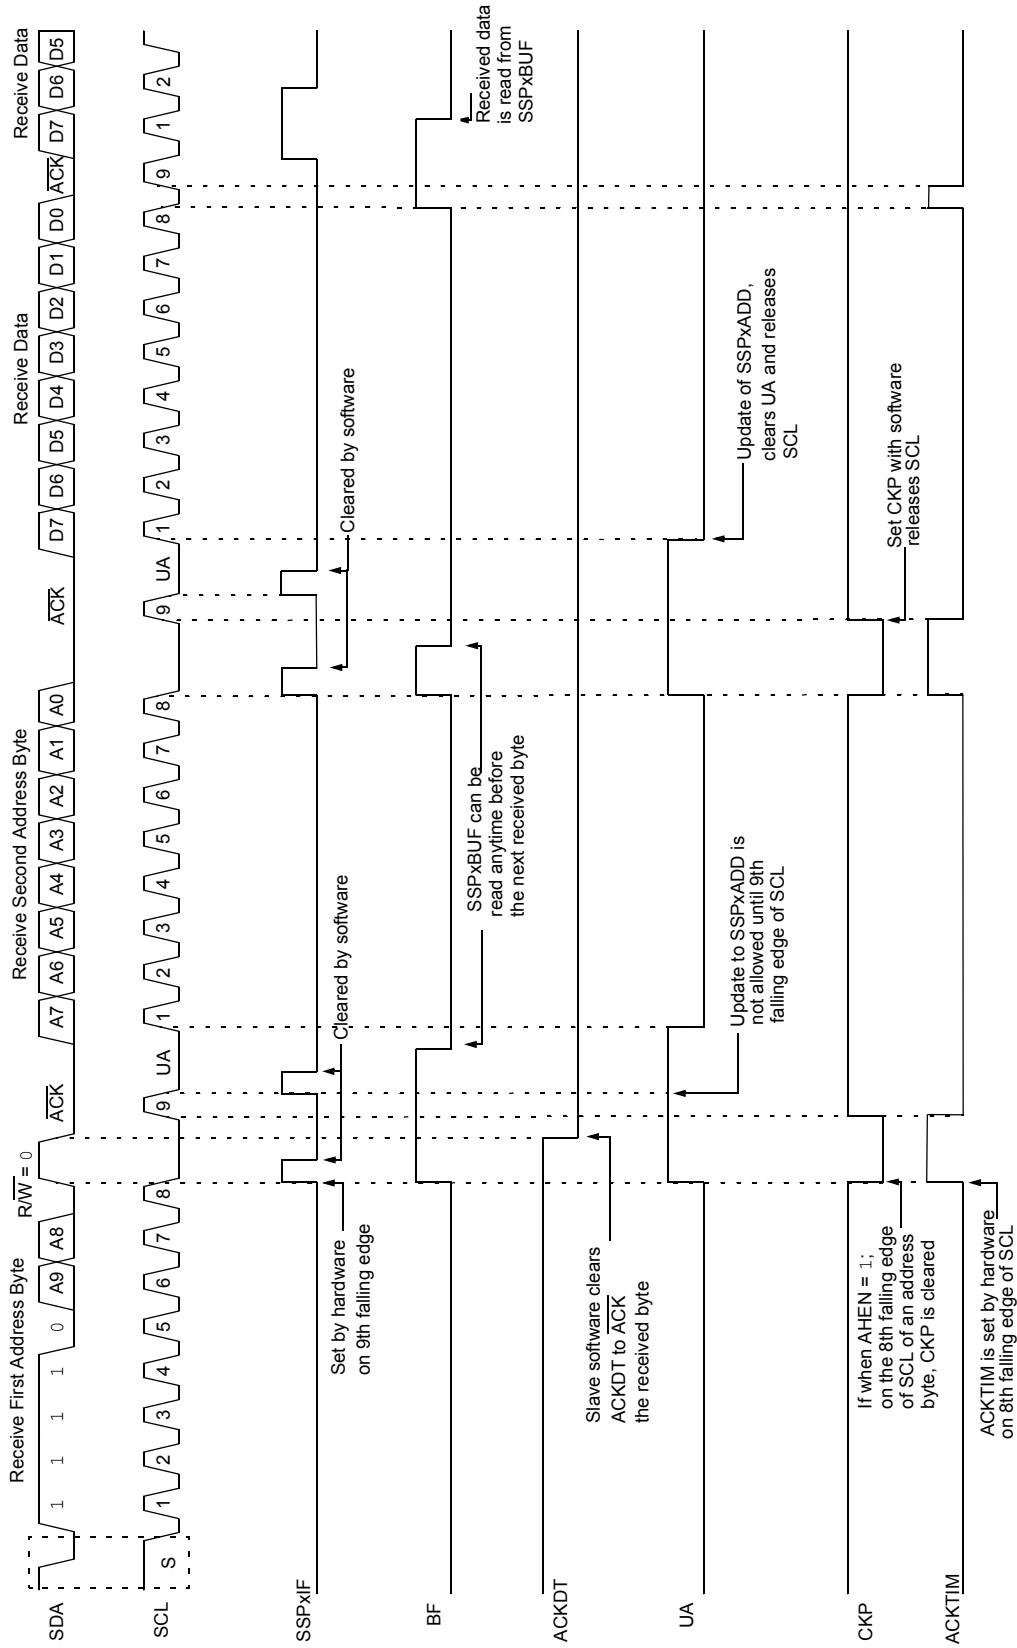 Receive First Address Byte
R/W = 0
Receive Second Address Byte
Receive Data
Receive Data
SDA
1 1 1 1 0 A9 A8
ACK
A7 A6 A5 A4 A3 A2 A1 A0
ACK
D7 D6 D5 D4 D3 D2 D1 D0
ACK
D7 D6 D5
SCL
S
1 2 3 4 5 6 7 8 9
UA
1 2 3 4 5 6 7 8 9
UA
1 2 3 4 5 6 7 8 9
1 2
SSPxIF
Set by hardware
on 9th falling edge
Cleared by software
Cleared by software
BF
SSPxBUF can be
read anytime before
the next received byte
Received data
is read from
SSPxBUF
ACKDT
Slave software clears
ACKDT to ACK
the received byte
UA
Update to SSPxADD is
not allowed until 9th
falling edge of SCL
Update of SSPxADD,
clears UA and releases
SCL
CKP
If when AHEN = 1;
on the 8th falling edge
of SCL of an address
byte, CKP is cleared
Set CKP with software
releases SCL
ACKTIM
ACKTIM is set by hardware
on 8th falling edge of SCL